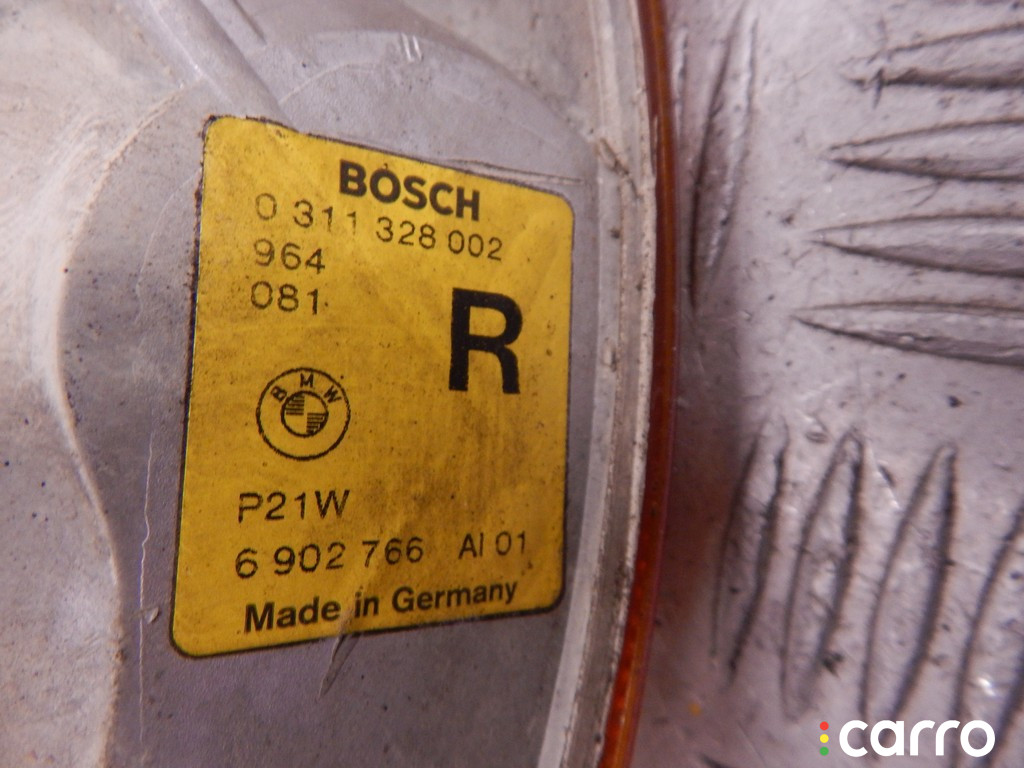 BOSCH
0 311 328 002
964
081
R
BMW
P21W
6 902 766 AI 01
Made in Germany
carro